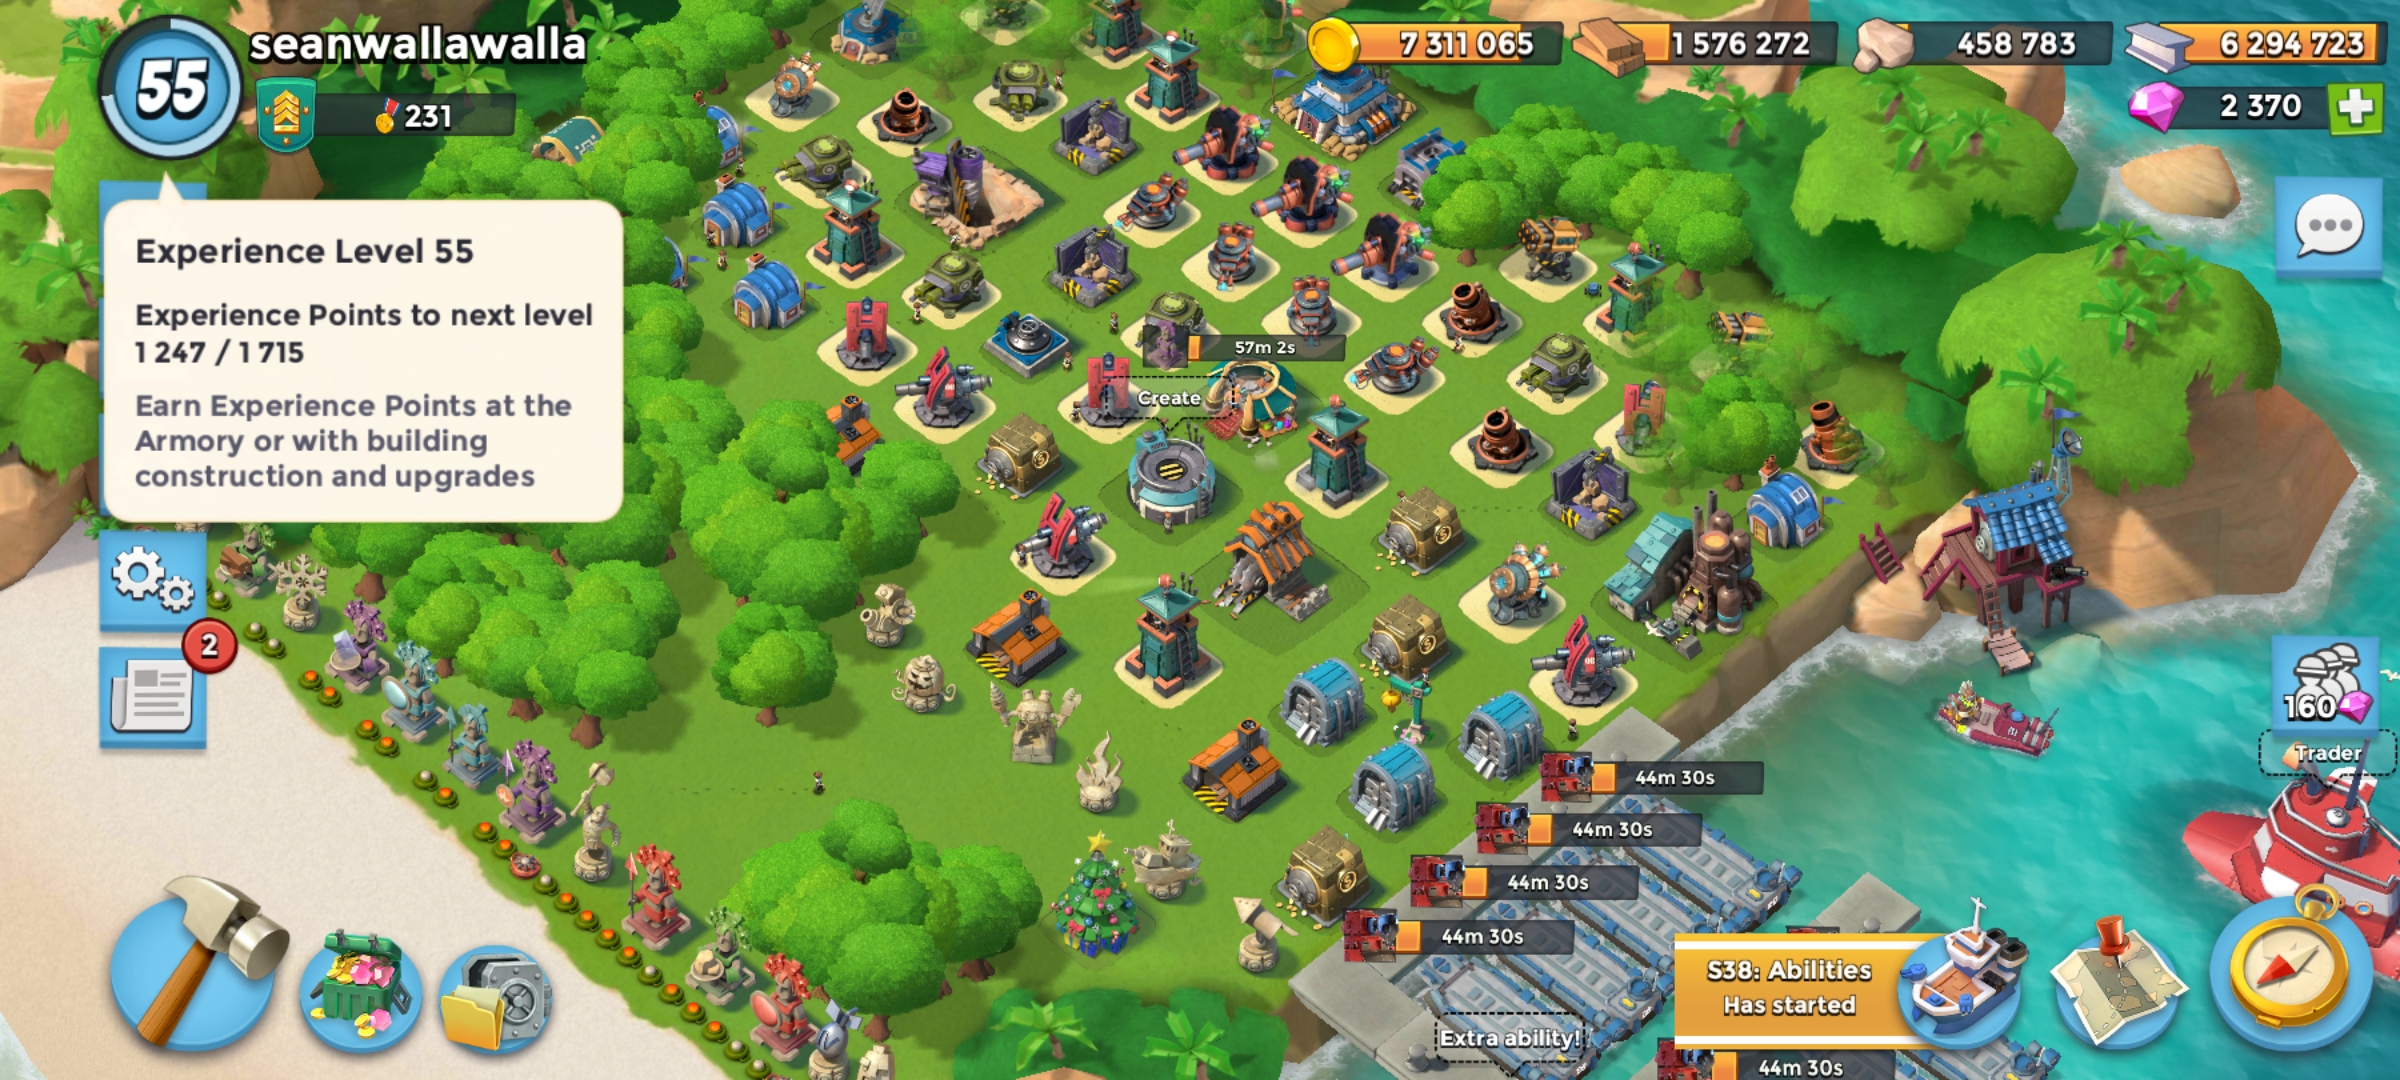 55
seanwallawalla
231
7 311 065
1 576 272
458 783
6 294 723
2 370
Experience Level 55
Experience Points to next level
1 247 / 1 715
Earn Experience Points at the
Armory or with building
construction and upgrades
57m 2s
Create
2
160
Trader
44m 30s
44m 30s
44m 30s
44m 30s
S38: Abilities
Has started
Extra ability!
44m 30s